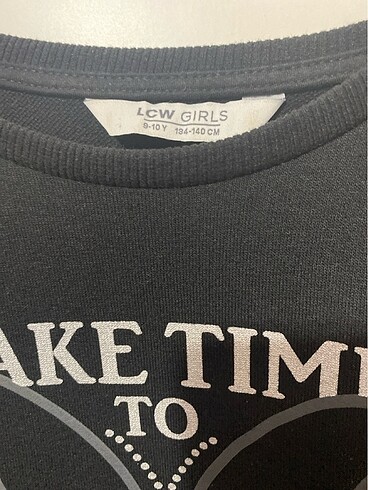 LCW GIRLS
9-10 Y 134-140 CM
AKE TIM
TO